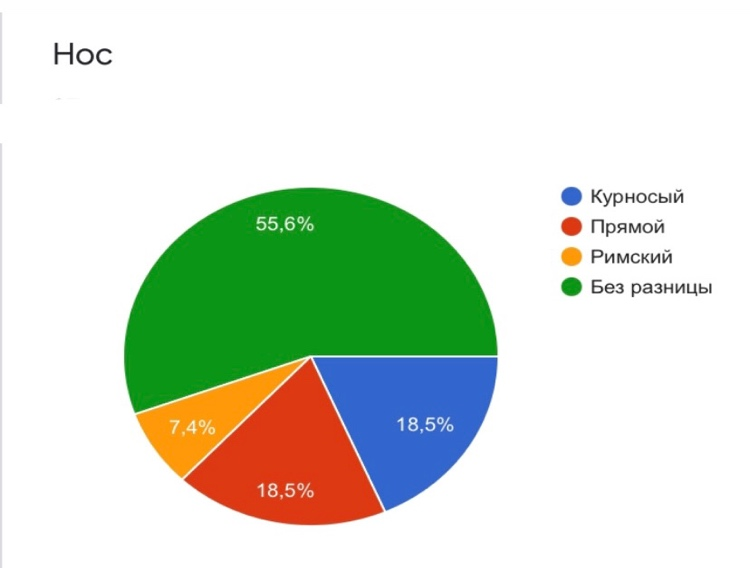 Нос
Курносый
Прямой
Римский
Без разницы
55,6%
18,5%
7,4%
18,5%